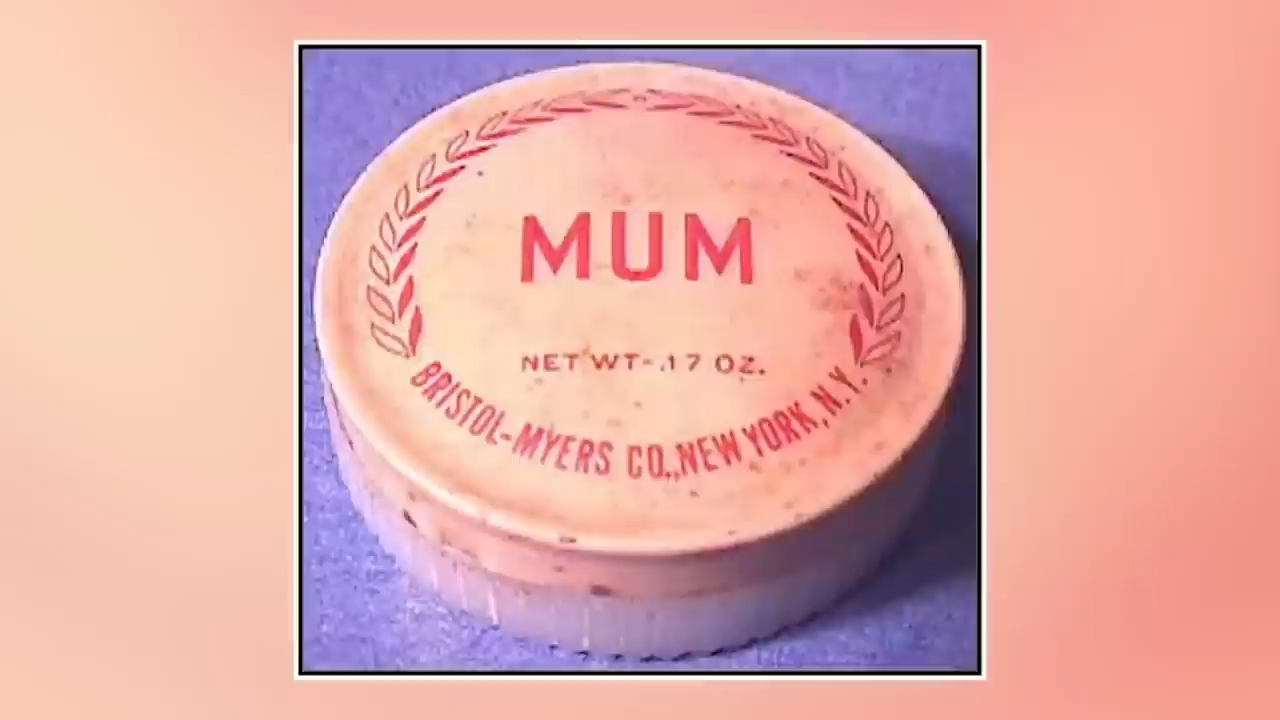 MUM
NET WT-.17 OZ.
BRISTOL-MYERS CO., NEW YORK, N.Y.